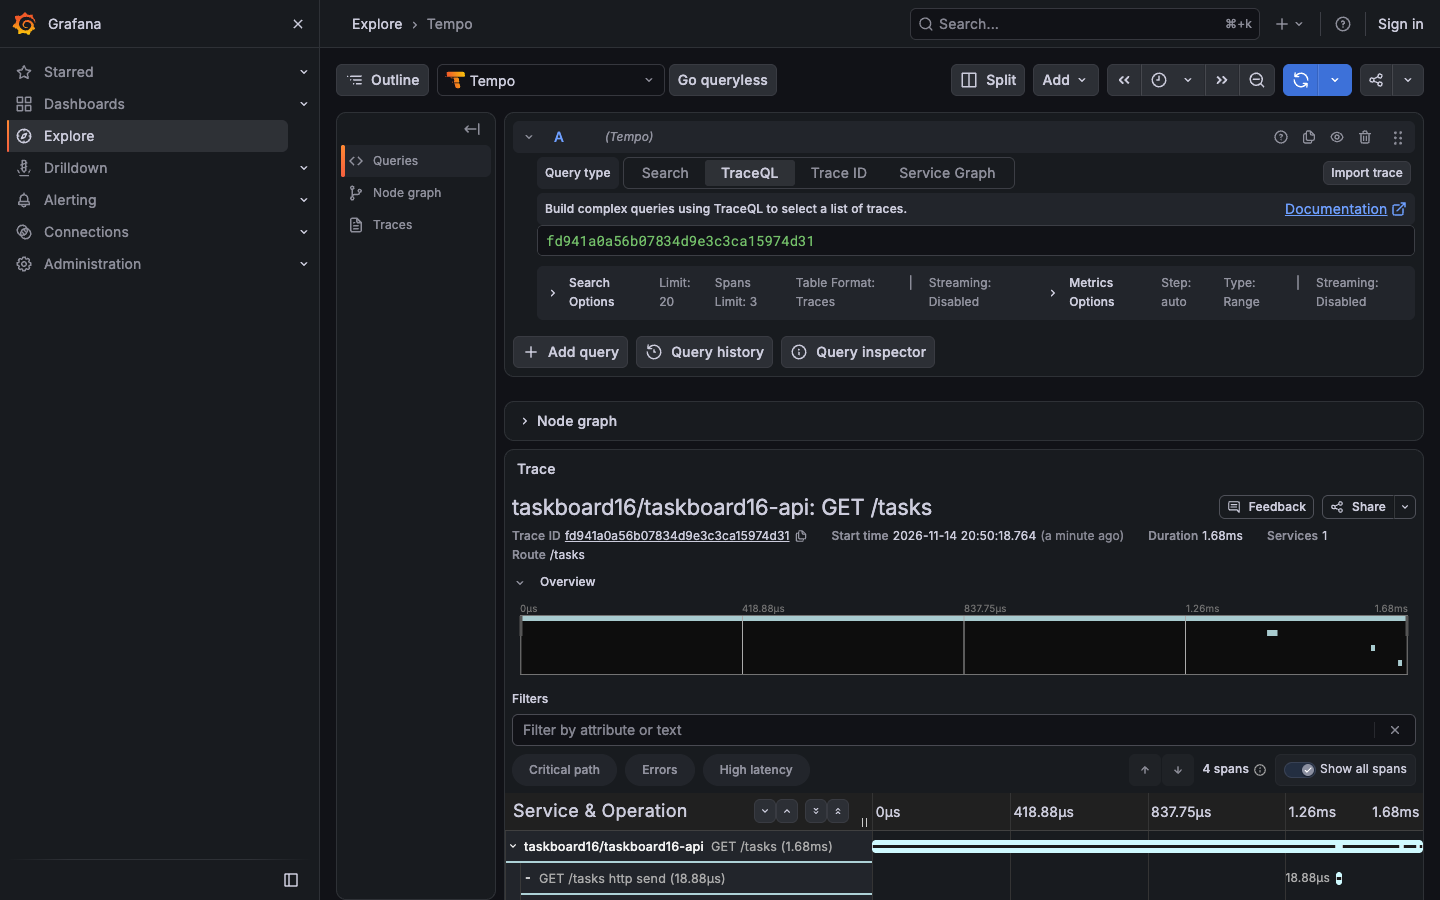 Grafana
Explore › Tempo
Search...
⌘+k
Sign in
Starred
Dashboards
Explore
Drilldown
Alerting
Connections
Administration
Outline
Tempo
Go queryless
Split
Add
Queries
Node graph
Traces
A
(Tempo)
Query type
Search
TraceQL
Trace ID
Service Graph
Import trace
Build complex queries using TraceQL to select a list of traces.
Documentation
fd941a0a56b07834d9e3c3ca15974d31
Search Options
Limit: 20
Spans Limit: 3
Table Format: Traces
|
Streaming: Disabled
Metrics Options
Step: auto
Type: Range
|
Streaming: Disabled
Add query
Query history
Query inspector
Node graph
Trace
taskboard16/taskboard16-api: GET /tasks
Feedback
Share
Trace ID fd941a0a56b07834d9e3c3ca15974d31
Start time 2026-11-14 20:50:18.764 (a minute ago)
Duration 1.68ms
Services 1
Route /tasks
Overview
0µs
418.88µs
837.75µs
1.26ms
1.68ms
Filters
Filter by attribute or text
Critical path
Errors
High latency
4 spans
Show all spans
Service & Operation
0µs
418.88µs
837.75µs
1.26ms
1.68ms
taskboard16/taskboard16-api GET /tasks (1.68ms)
- GET /tasks http send (18.88µs)
18.88µs